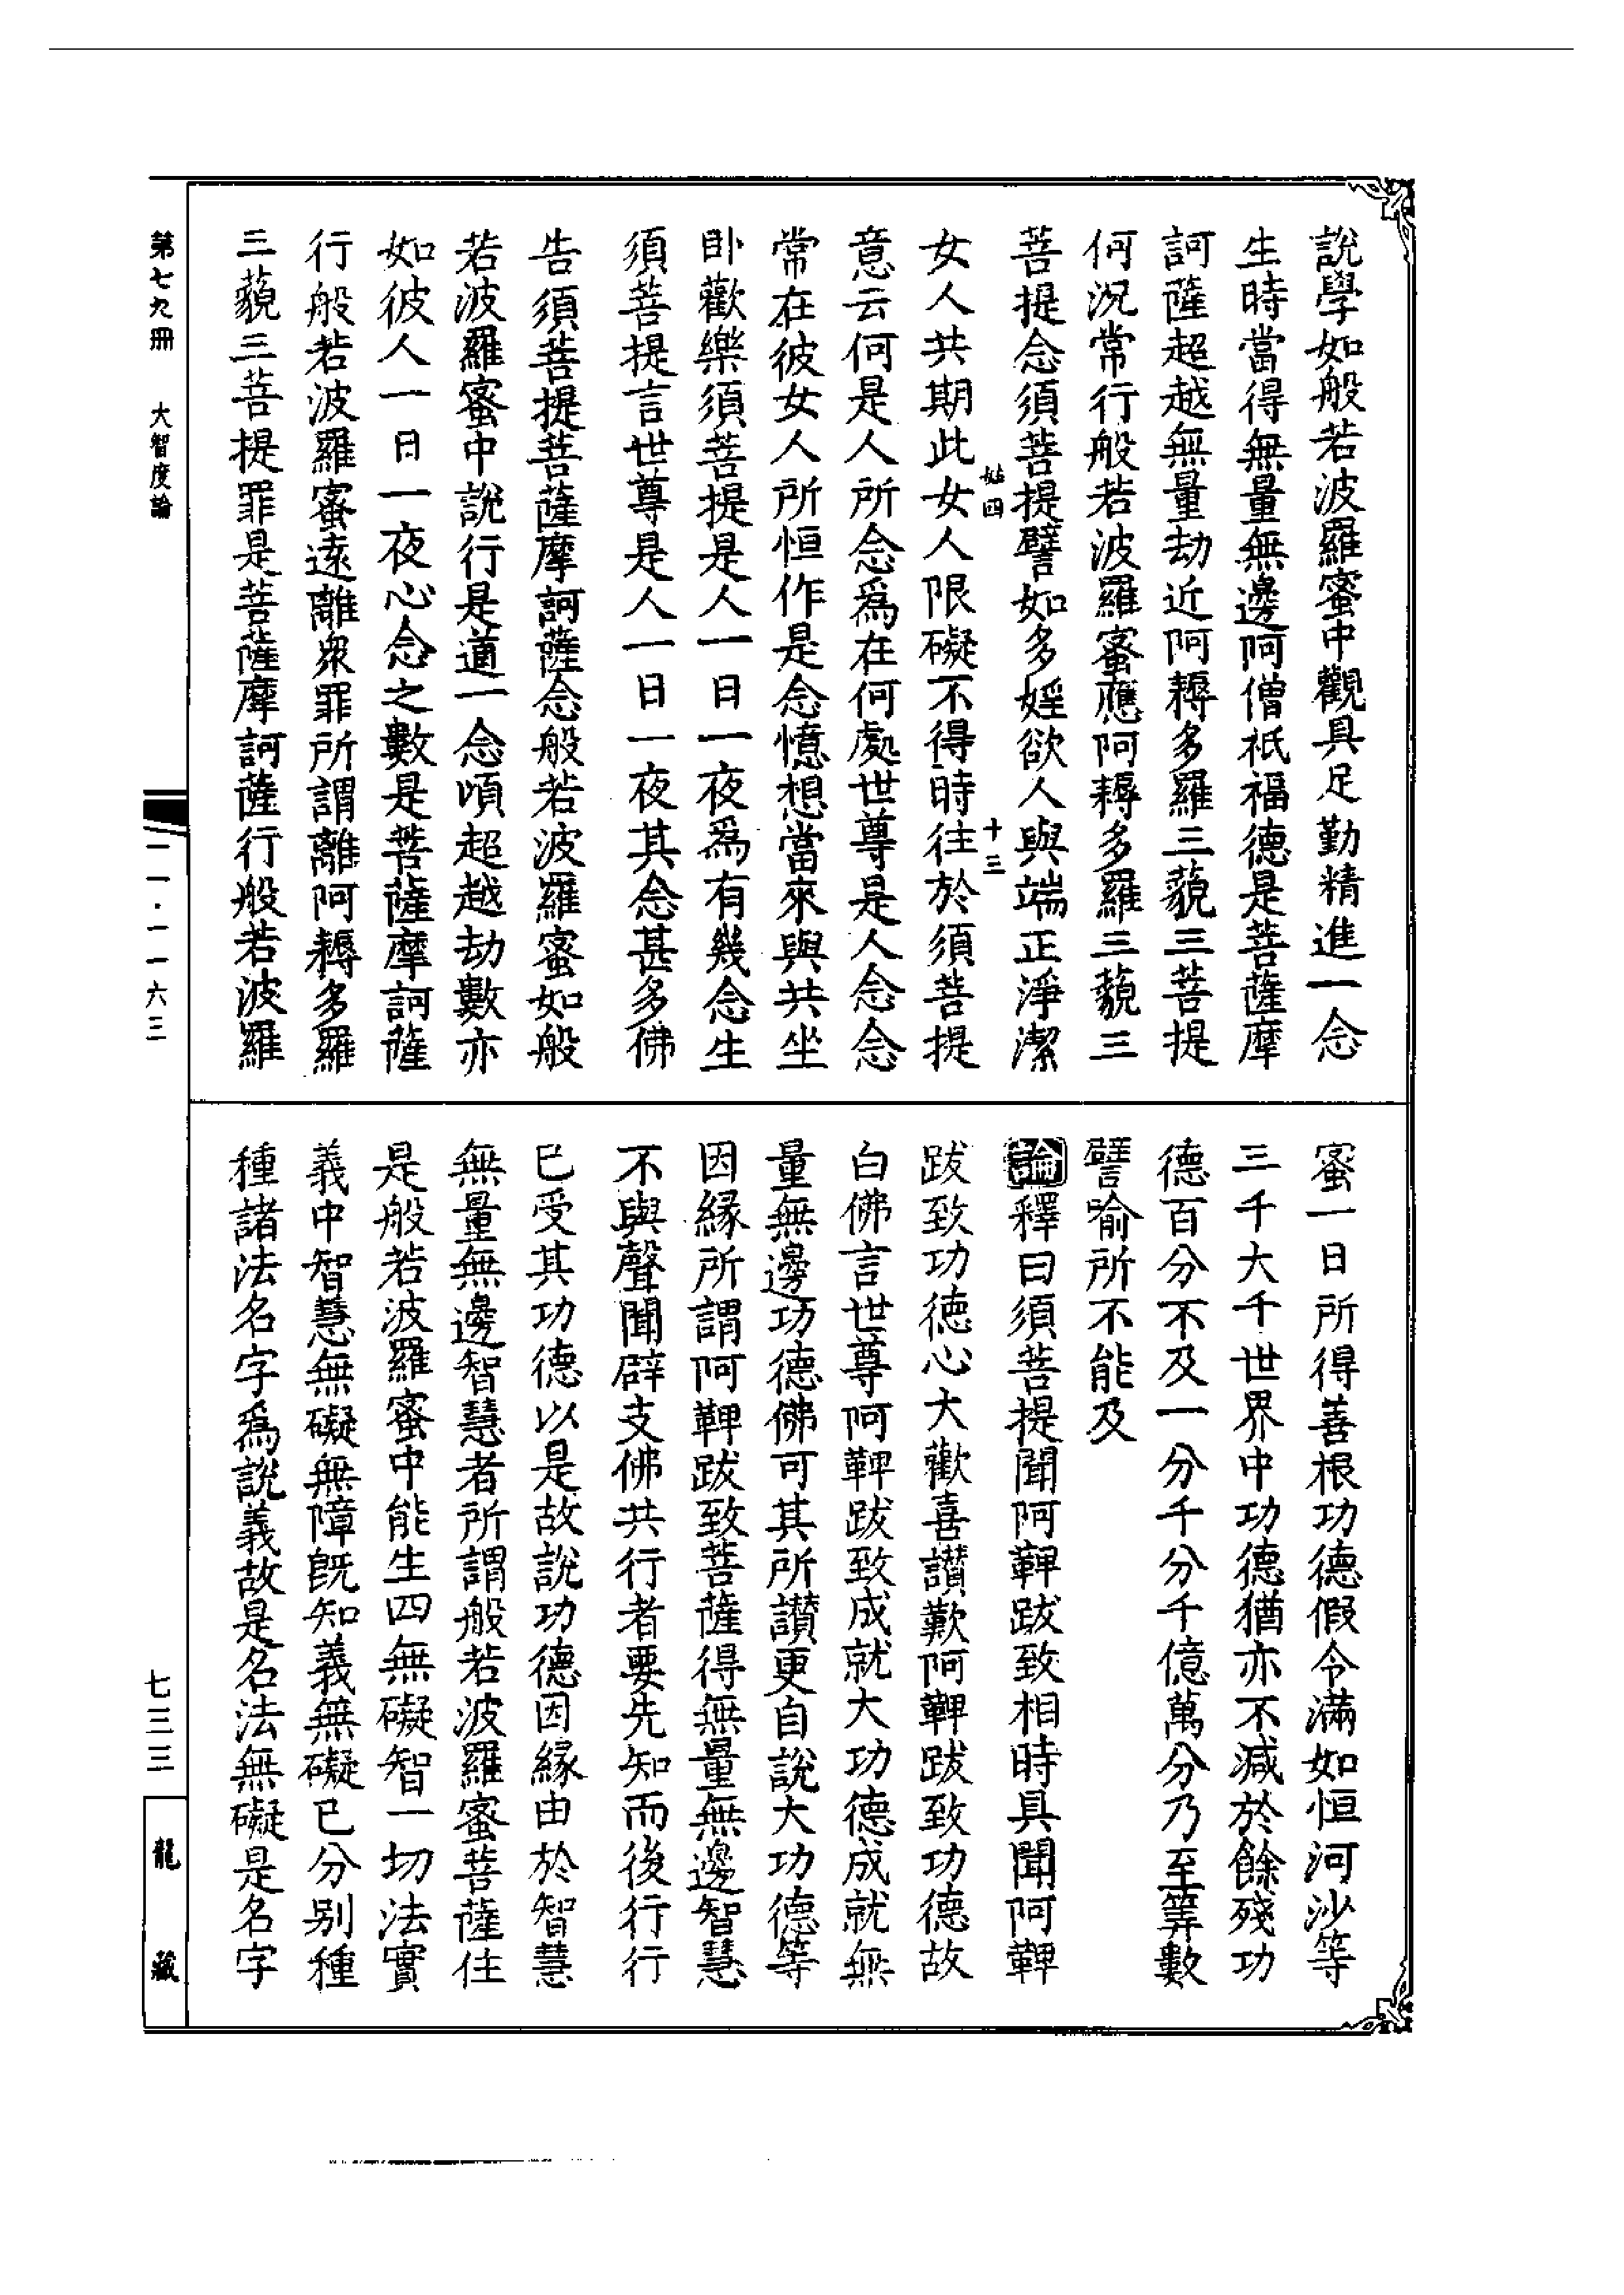 說學如般若波羅蜜中觀具足勤精進一念
生時當得無量無邊阿僧祇福德是菩薩摩
訶薩超越無量劫近阿耨多羅三藐三菩提
何況常行般若波羅蜜應阿耨多羅三藐三
菩提念須菩提譬如多婬欲人與端正淨潔
姑四
十三
女人共期此女人限礙不得時往於須菩提
意云何是人所念爲在何處世尊是人念念
常在彼女人所恒作是念憶想當來與共坐
卧歡樂須菩提是人一日一夜爲有幾念生
須菩提言世尊是人一日一夜其念甚多佛
告須菩提菩薩摩訶薩念般若波羅蜜如般
若波羅蜜中說行是道一念頃超越劫數亦
如彼人一日一夜心念之數是菩薩摩訶薩
行般若波羅蜜遠離衆罪所謂離阿耨多羅
三藐三菩提罪是菩薩摩訶薩行般若波羅
蜜一日所得善根功德假令滿如恒河沙等
三千大千世界中功德猶亦不減於餘殘功
德百分不及一分千分千億萬分乃至筭數
譬喻所不能及
論釋曰須菩提聞阿鞞跋致相時具聞阿鞞
跋致功德心大歡喜讃歎阿鞞跋致功德故
白佛言世尊阿鞞跋致成就大功德成就無
量無邊功德佛可其所讃更自說大功德等
因緣所謂阿鞞跋致菩薩得無量無邊智慧
不與聲聞辟支佛共行者要先知而後行行
已受其功德以是故說功德因緣由於智慧
無量無邊智慧者所謂般若波羅蜜菩薩住
是般若波羅蜜中能生四無礙智一切法實
義中智慧無礙無障旣知義無礙已分別種
種諸法名字爲說義故是名法無礙是名字
第七九冊　大智度論
一一·一一六三
七三三
龍藏